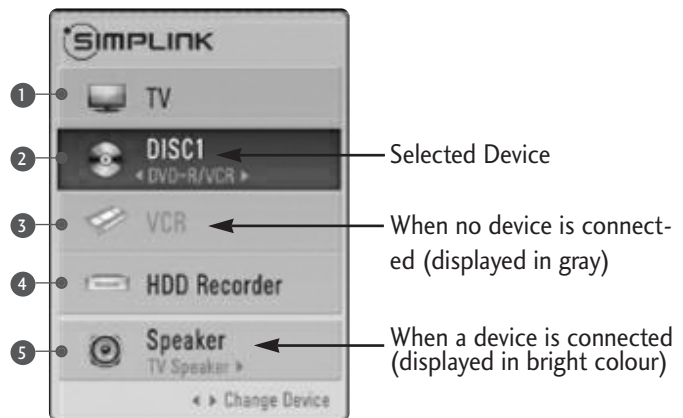 SIMPLINK
1 TV
2 DISC1
◀ DVD-R/VCR ▶
Selected Device
3 VCR
When no device is connect-
ed (displayed in gray)
4 HDD Recorder
5 Speaker
TV Speaker ▶
When a device is connected
(displayed in bright colour)
◀ ▶ Change Device